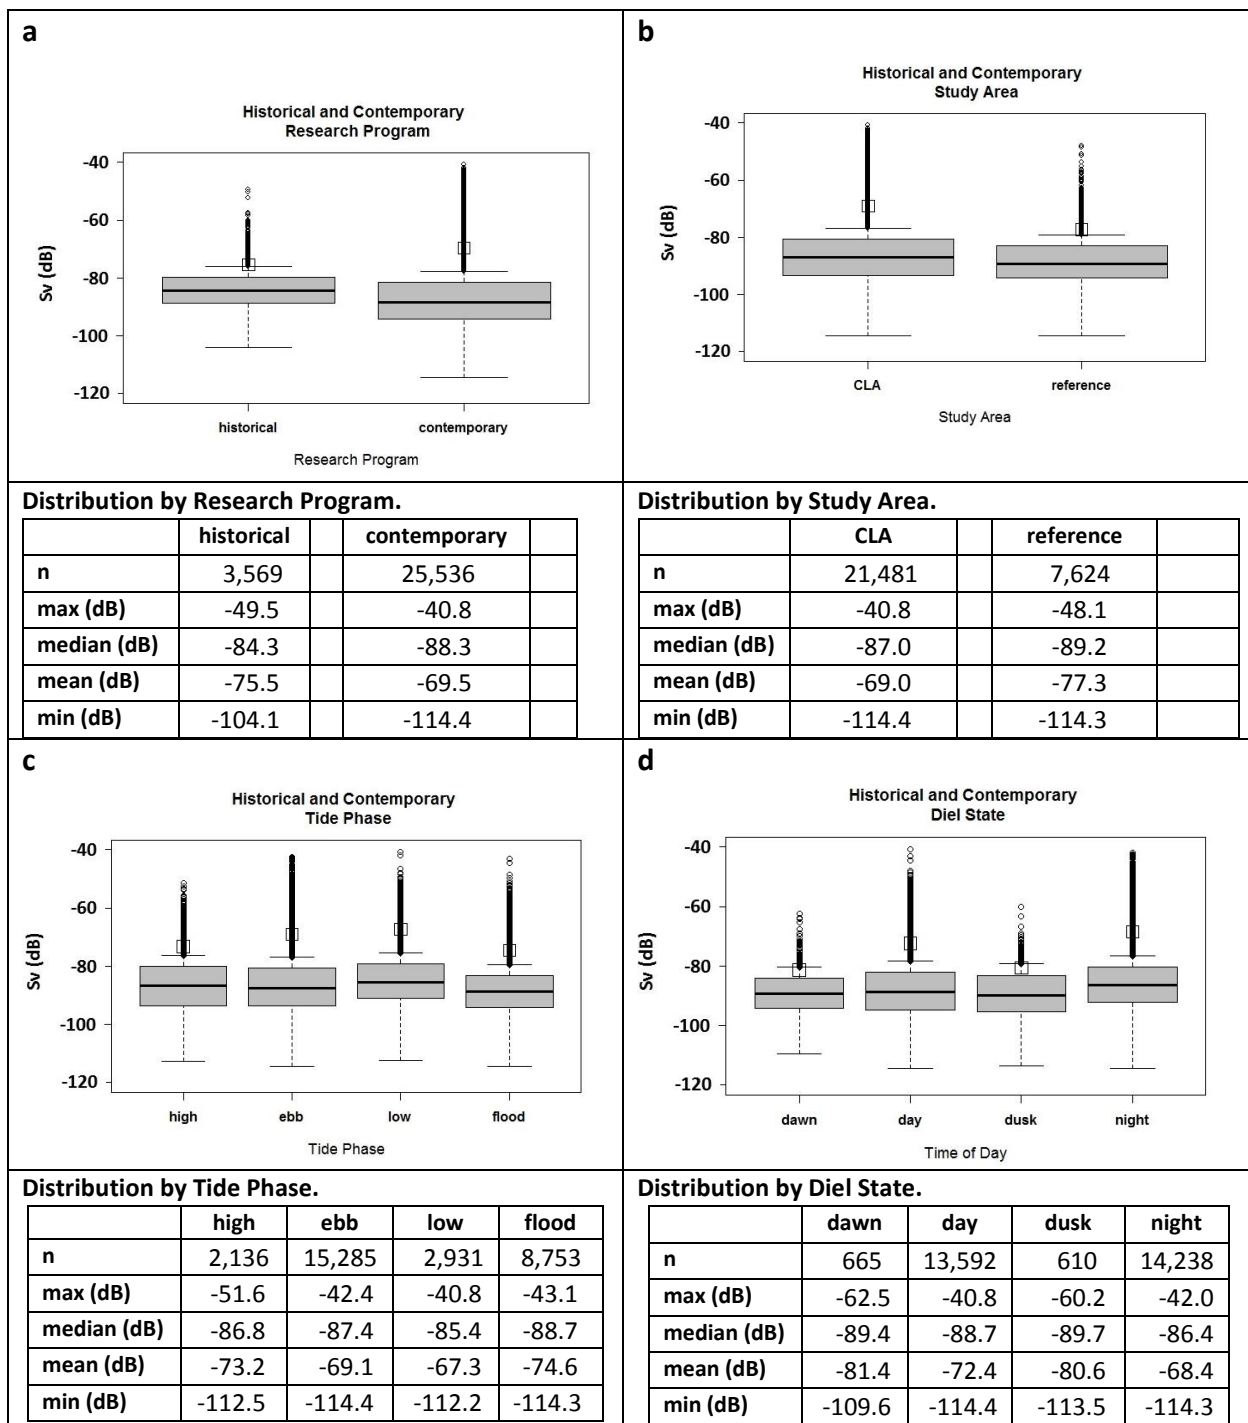 a
Historical and Contemporary
Research Program
-40
-60
-80
-100
-120
Sv (dB)
historical contemporary
Research Program
b
Historical and Contemporary
Study Area
-40
-60
-80
-100
-120
Sv (dB)
CLA reference
Study Area
Distribution by Research Program.
historical contemporary
n 3,569 25,536
max (dB) -49.5 -40.8
median (dB) -84.3 -88.3
mean (dB) -75.5 -69.5
min (dB) -104.1 -114.4
Distribution by Study Area.
CLA reference
n 21,481 7,624
max (dB) -40.8 -48.1
median (dB) -87.0 -89.2
mean (dB) -69.0 -77.3
min (dB) -114.4 -114.3
c
Historical and Contemporary
Tide Phase
-40
-60
-80
-100
-120
Sv (dB)
high ebb low flood
Tide Phase
d
Historical and Contemporary
Diel State
-40
-60
-80
-100
-120
Sv (dB)
dawn day dusk night
Time of Day
Distribution by Tide Phase.
high ebb low flood
n 2,136 15,285 2,931 8,753
max (dB) -51.6 -42.4 -40.8 -43.1
median (dB) -86.8 -87.4 -85.4 -88.7
mean (dB) -73.2 -69.1 -67.3 -74.6
min (dB) -112.5 -114.4 -112.2 -114.3
Distribution by Diel State.
dawn day dusk night
n 665 13,592 610 14,238
max (dB) -62.5 -40.8 -60.2 -42.0
median (dB) -89.4 -88.7 -89.7 -86.4
mean (dB) -81.4 -72.4 -80.6 -68.4
min (dB) -109.6 -114.4 -113.5 -114.3